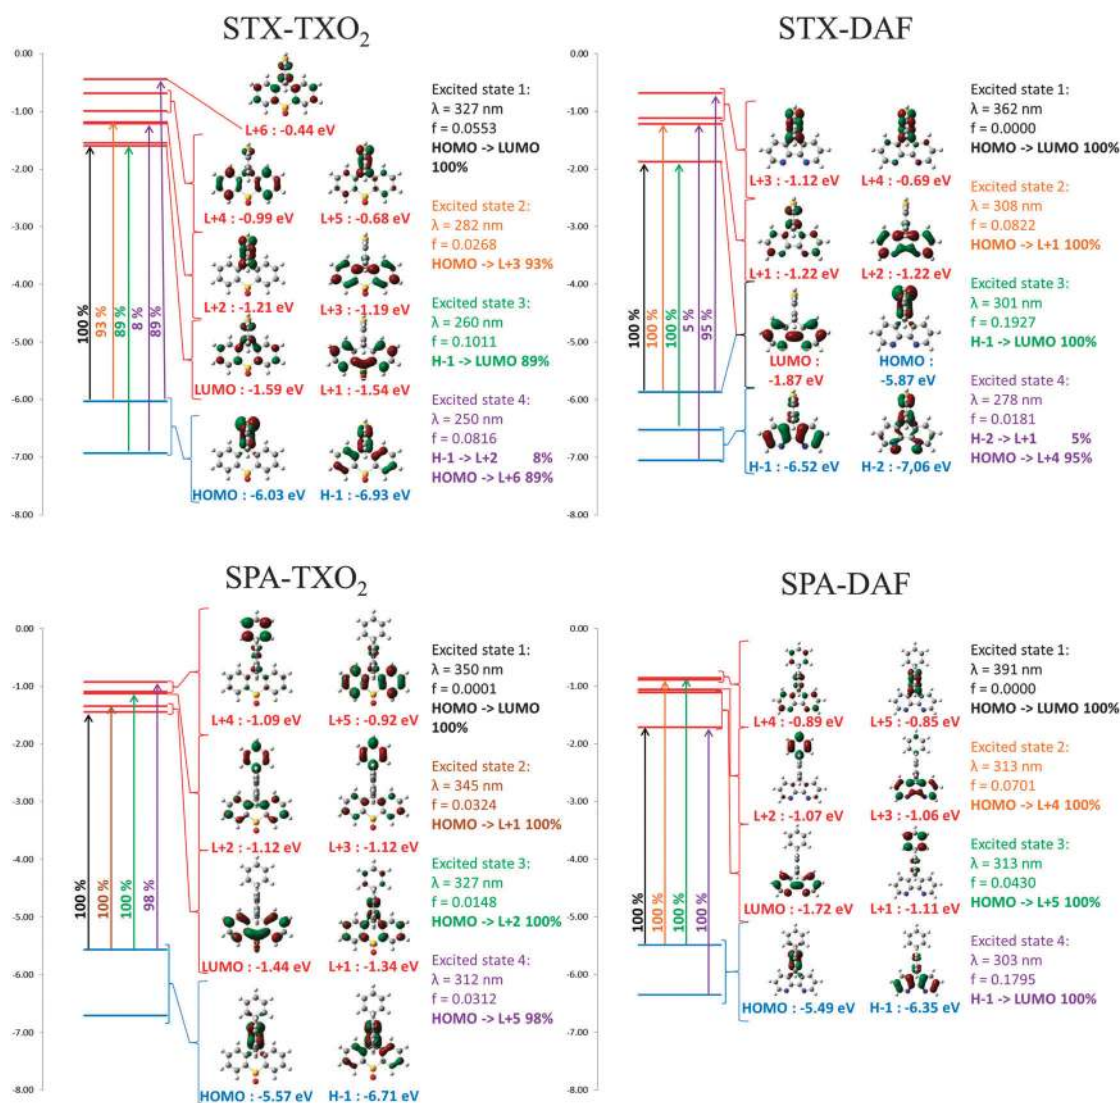 STX-TXO2
0.00
-1.00
-2.00
-3.00
-4.00
-5.00
-6.00
-7.00
-8.00
100 %
93 %
89 %
8 %
89 %
L+6 : -0.44 eV
L+4 : -0.99 eV
L+5 : -0.68 eV
L+2 : -1.21 eV
L+3 : -1.19 eV
LUMO : -1.59 eV
L+1 : -1.54 eV
HOMO : -6.03 eV
H-1 : -6.93 eV
Excited state 1:
λ = 327 nm
f = 0.0553
HOMO -> LUMO
100%
Excited state 2:
λ = 282 nm
f = 0.0268
HOMO -> L+3 93%
Excited state 3:
λ = 260 nm
f = 0.1011
H-1 -> LUMO 89%
Excited state 4:
λ = 250 nm
f = 0.0816
H-1 -> L+2 8%
HOMO -> L+6 89%
STX-DAF
0.00
-1.00
-2.00
-3.00
-4.00
-5.00
-6.00
-7.00
-8.00
100 %
100 %
100 %
5 %
95 %
L+3 : -1.12 eV
L+4 : -0.69 eV
L+1 : -1.22 eV
L+2 : -1.22 eV
LUMO :
-1.87 eV
HOMO :
-5.87 eV
H-1 : -6.52 eV
H-2 : -7,06 eV
Excited state 1:
λ = 362 nm
f = 0.0000
HOMO -> LUMO 100%
Excited state 2:
λ = 308 nm
f = 0.0822
HOMO -> L+1 100%
Excited state 3:
λ = 301 nm
f = 0.1927
H-1 -> LUMO 100%
Excited state 4:
λ = 278 nm
f = 0.0181
H-2 -> L+1 5%
HOMO -> L+4 95%
SPA-TXO2
0.00
-1.00
-2.00
-3.00
-4.00
-5.00
-6.00
-7.00
-8.00
100 %
100 %
100 %
98 %
L+4 : -1.09 eV
L+5 : -0.92 eV
L+2 : -1.12 eV
L+3 : -1.12 eV
LUMO : -1.44 eV
L+1 : -1.34 eV
HOMO : -5.57 eV
H-1 : -6.71 eV
Excited state 1:
λ = 350 nm
f = 0.0001
HOMO -> LUMO
100%
Excited state 2:
λ = 345 nm
f = 0.0324
HOMO -> L+1 100%
Excited state 3:
λ = 327 nm
f = 0.0148
HOMO -> L+2 100%
Excited state 4:
λ = 312 nm
f = 0.0312
HOMO -> L+5 98%
SPA-DAF
0.00
-1.00
-2.00
-3.00
-4.00
-5.00
-6.00
-7.00
-8.00
100 %
100 %
100 %
100 %
L+4 : -0.89 eV
L+5 : -0.85 eV
L+2 : -1.07 eV
L+3 : -1.06 eV
LUMO : -1.72 eV
L+1 : -1.11 eV
HOMO : -5.49 eV
H-1 : -6.35 eV
Excited state 1:
λ = 391 nm
f = 0.0000
HOMO -> LUMO 100%
Excited state 2:
λ = 313 nm
f = 0.0701
HOMO -> L+4 100%
Excited state 3:
λ = 313 nm
f = 0.0430
HOMO -> L+5 100%
Excited state 4:
λ = 303 nm
f = 0.1795
H-1 -> LUMO 100%